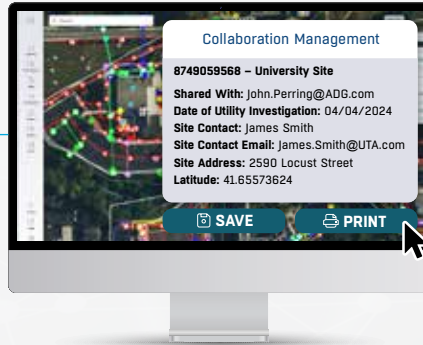 Collaboration Management
8749059568 – University Site
Shared With: John.Perring@ADG.com
Date of Utility Investigation: 04/04/2024
Site Contact: James Smith
Site Contact Email: James.Smith@UTA.com
Site Address: 2590 Locust Street
Latitude: 41.65573624
SAVE
PRINT